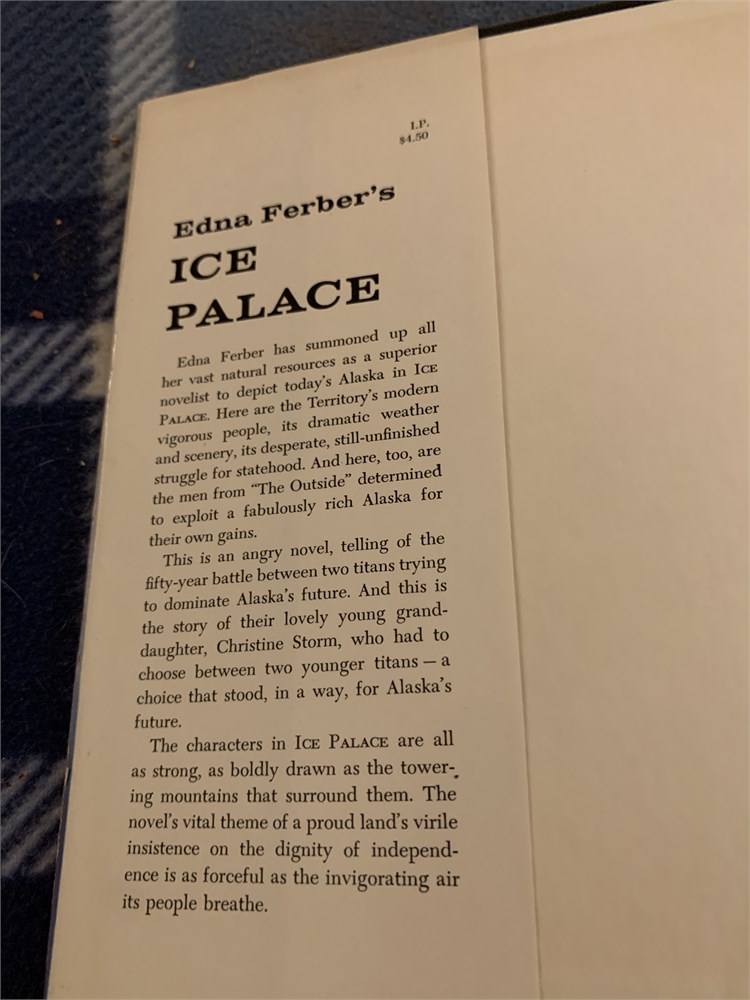 I.P.
$4.50
Edna Ferber's
ICE
PALACE
Edna Ferber has summoned up all
her vast natural resources as a superior
novelist to depict today's Alaska in ICE
PALACE. Here are the Territory's modern
vigorous people, its dramatic weather
and scenery, its desperate, still-unfinished
struggle for statehood. And here, too, are
the men from "The Outside" determined
to exploit a fabulously rich Alaska for
their own gains.
This is an angry novel, telling of the
fifty-year battle between two titans trying
to dominate Alaska's future. And this is
the story of their lovely young grand-
daughter, Christine Storm, who had to
choose between two younger titans — a
choice that stood, in a way, for Alaska's
future.
The characters in ICE PALACE are all
as strong, as boldly drawn as the tower-
ing mountains that surround them. The
novel's vital theme of a proud land's virile
insistence on the dignity of independ-
ence is as forceful as the invigorating air
its people breathe.